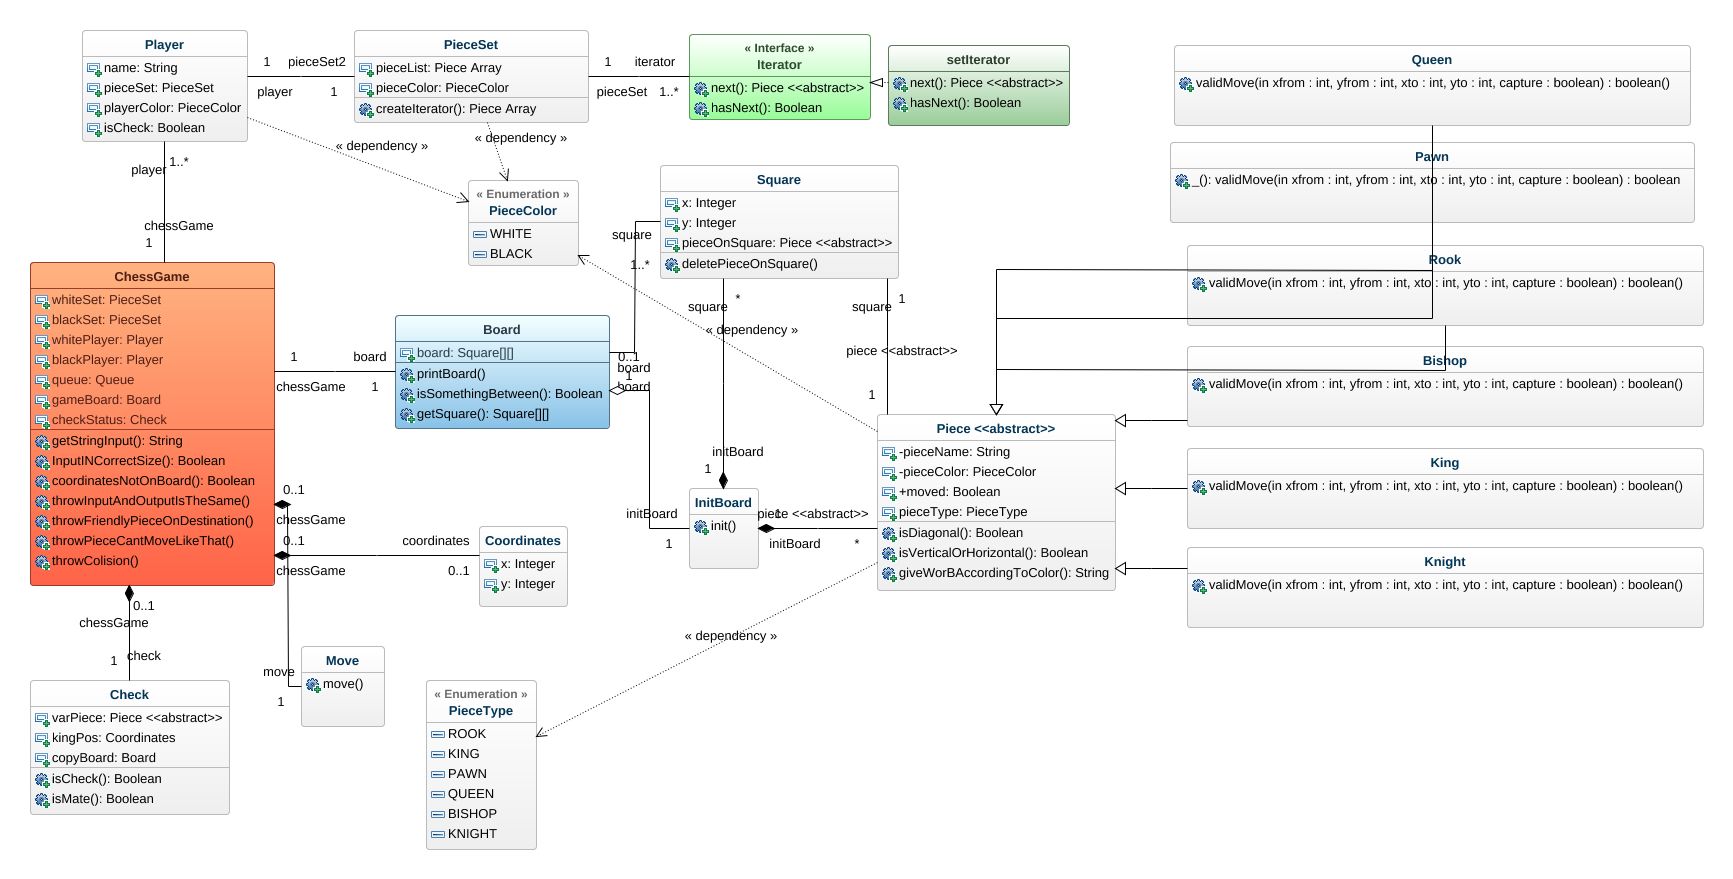 Player
name: String
pieceSet: PieceSet
playerColor: PieceColor
isCheck: Boolean
1 pieceSet2
player 1
PieceSet
pieceList: Piece Array
pieceColor: PieceColor
createIterator(): Piece Array
1 iterator
pieceSet 1..*
« Interface »
Iterator
next(): Piece <<abstract>>
hasNext(): Boolean
setIterator
next(): Piece <<abstract>>
hasNext(): Boolean
Queen
validMove(in xfrom : int, yfrom : int, xto : int, yto : int, capture : boolean) : boolean()
Pawn
_(): validMove(in xfrom : int, yfrom : int, xto : int, yto : int, capture : boolean) : boolean
Rook
validMove(in xfrom : int, yfrom : int, xto : int, yto : int, capture : boolean) : boolean()
Bishop
validMove(in xfrom : int, yfrom : int, xto : int, yto : int, capture : boolean) : boolean()
King
validMove(in xfrom : int, yfrom : int, xto : int, yto : int, capture : boolean) : boolean()
Knight
validMove(in xfrom : int, yfrom : int, xto : int, yto : int, capture : boolean) : boolean()
« dependency »
« dependency »
« Enumeration »
PieceColor
WHITE
BLACK
player 1..*
chessGame
1
Square
x: Integer
y: Integer
pieceOnSquare: Piece <<abstract>>
deletePieceOnSquare()
square
1..*
square *
square 1
« dependency »
piece <<abstract>>
1
ChessGame
whiteSet: PieceSet
blackSet: PieceSet
whitePlayer: Player
blackPlayer: Player
queue: Queue
gameBoard: Board
checkStatus: Check
getStringInput(): String
InputINCorrectSize(): Boolean
coordinatesNotOnBoard(): Boolean
throwInputAndOutputIsTheSame()
throwFriendlyPieceOnDestination()
throwPieceCantMoveLikeThat()
throwColision()
1 board
chessGame 1
Board
board: Square[][]
printBoard()
isSomethingBetween(): Boolean
getSquare(): Square[][]
0..1
board
1
board
initBoard
1
initBoard
1
InitBoard
init()
piece <<abstract>>
1
initBoard *
Piece <<abstract>>
-pieceName: String
-pieceColor: PieceColor
+moved: Boolean
pieceType: PieceType
isDiagonal(): Boolean
isVerticalOrHorizontal(): Boolean
giveWorBAccordingToColor(): String
0..1
chessGame
0..1
chessGame
coordinates
0..1
Coordinates
x: Integer
y: Integer
0..1
chessGame
1 check
move
1
Move
move()
Check
varPiece: Piece <<abstract>>
kingPos: Coordinates
copyBoard: Board
isCheck(): Boolean
isMate(): Boolean
« dependency »
« Enumeration »
PieceType
ROOK
KING
PAWN
QUEEN
BISHOP
KNIGHT